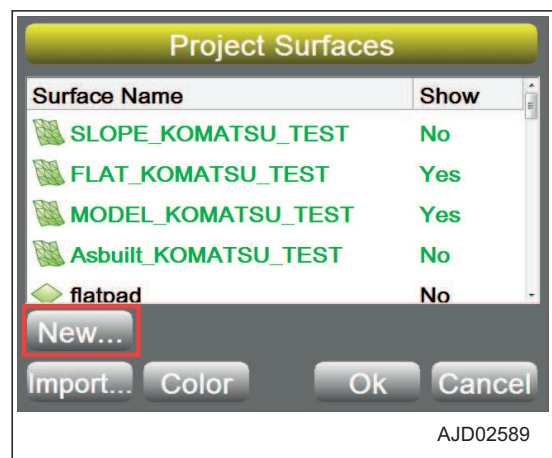 Project Surfaces
Surface Name Show
SLOPE_KOMATSU_TEST No
FLAT_KOMATSU_TEST Yes
MODEL_KOMATSU_TEST Yes
Asbuilt_KOMATSU_TEST No
flatpad No
New...
Import... Color Ok Cancel
AJD02589